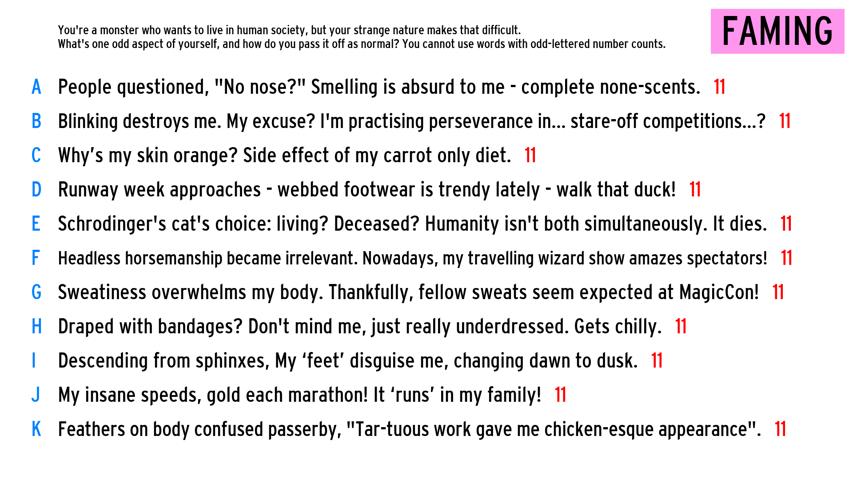 You're a monster who wants to live in human society, but your strange nature makes that difficult.
What's one odd aspect of yourself, and how do you pass it off as normal? You cannot use words with odd-lettered number counts.
FAMING
A People questioned, "No nose?" Smelling is absurd to me - complete none-scents. 11
B Blinking destroys me. My excuse? I'm practising perseverance in... stare-off competitions...? 11
C Why's my skin orange? Side effect of my carrot only diet. 11
D Runway week approaches - webbed footwear is trendy lately - walk that duck! 11
E Schrodinger's cat's choice: living? Deceased? Humanity isn't both simultaneously. It dies. 11
F Headless horsemanship became irrelevant. Nowadays, my travelling wizard show amazes spectators! 11
G Sweatiness overwhelms my body. Thankfully, fellow sweats seem expected at MagicCon! 11
H Draped with bandages? Don't mind me, just really underdressed. Gets chilly. 11
I Descending from sphinxes, My ‘feet’ disguise me, changing dawn to dusk. 11
J My insane speeds, gold each marathon! It ‘runs’ in my family! 11
K Feathers on body confused passerby, "Tar-tuous work gave me chicken-esque appearance". 11